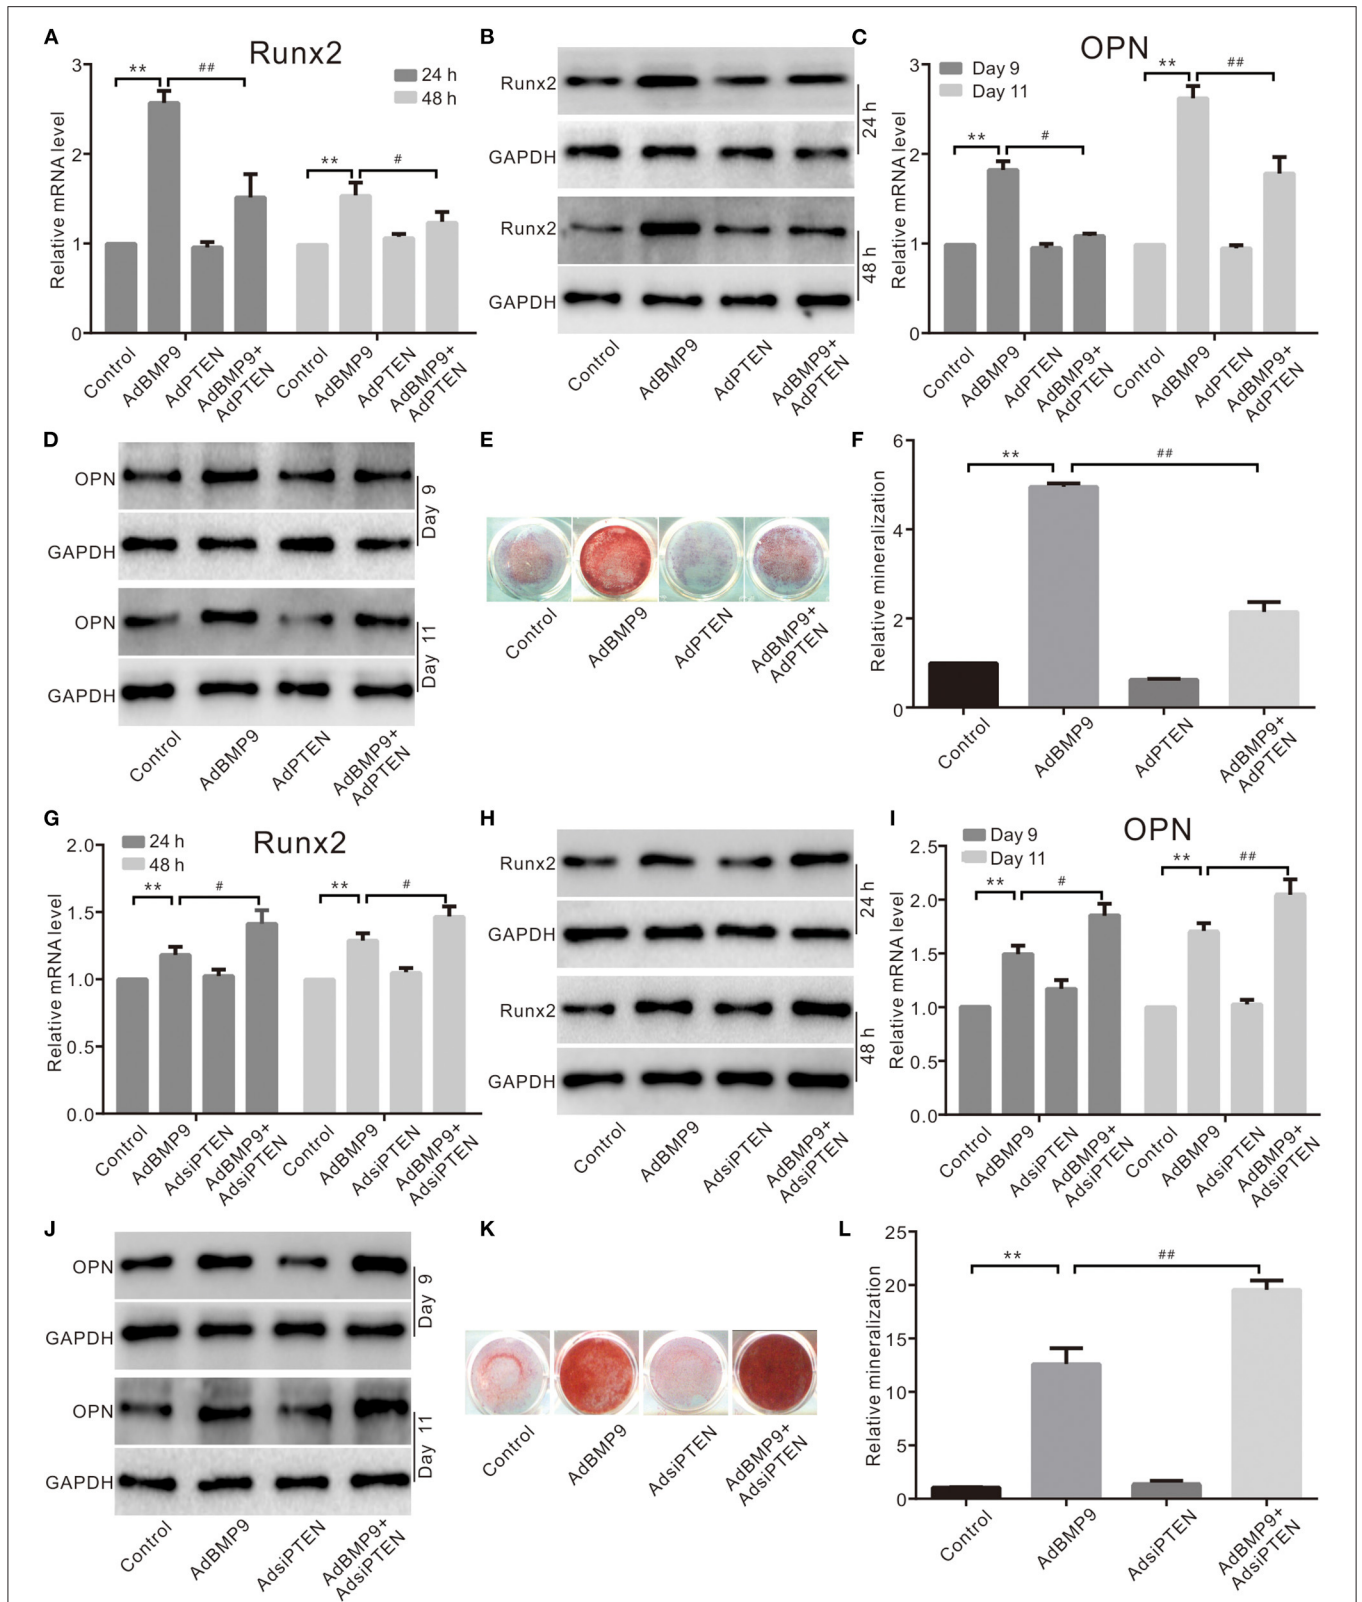 A
Runx2
3
2
1
0
Relative mRNA level
24 h
48 h
**
##
**
#
Control
AdBMP9
AdPTEN
AdBMP9+
AdPTEN
Control
AdBMP9
AdPTEN
AdBMP9+
AdPTEN
B
Runx2
GAPDH
24 h
Runx2
GAPDH
48 h
Control
AdBMP9
AdPTEN
AdBMP9+
AdPTEN
C
OPN
3
2
1
0
Relative mRNA level
Day 9
Day 11
**
#
**
##
Control
AdBMP9
AdPTEN
AdBMP9+
AdPTEN
Control
AdBMP9
AdPTEN
AdBMP9+
AdPTEN
D
OPN
GAPDH
Day 9
OPN
GAPDH
Day 11
Control
AdBMP9
AdPTEN
AdBMP9+
AdPTEN
E
Control
AdBMP9
AdPTEN
AdBMP9+
AdPTEN
F
6
4
2
0
Relative mineralization
**
##
Control
AdBMP9
AdPTEN
AdBMP9+
AdPTEN
G
Runx2
2.0
1.5
1.0
0.5
0.0
Relative mRNA level
24 h
48 h
**
#
**
#
Control
AdBMP9
AdsiPTEN
AdBMP9+
AdsiPTEN
Control
AdBMP9
AdsiPTEN
AdBMP9+
AdsiPTEN
H
Runx2
GAPDH
24 h
Runx2
GAPDH
48 h
Control
AdBMP9
AdsiPTEN
AdBMP9+
AdsiPTEN
I
OPN
2.5
2.0
1.5
1.0
0.5
0.0
Relative mRNA level
Day 9
Day 11
**
#
**
##
Control
AdBMP9
AdsiPTEN
AdBMP9+
AdsiPTEN
Control
AdBMP9
AdsiPTEN
AdBMP9+
AdsiPTEN
J
OPN
GAPDH
Day 9
OPN
GAPDH
Day 11
Control
AdBMP9
AdsiPTEN
AdBMP9+
AdsiPTEN
K
Control
AdBMP9
AdsiPTEN
AdBMP9+
AdsiPTEN
L
25
20
15
10
5
0
Relative mineralization
**
##
Control
AdBMP9
AdsiPTEN
AdBMP9+
AdsiPTEN